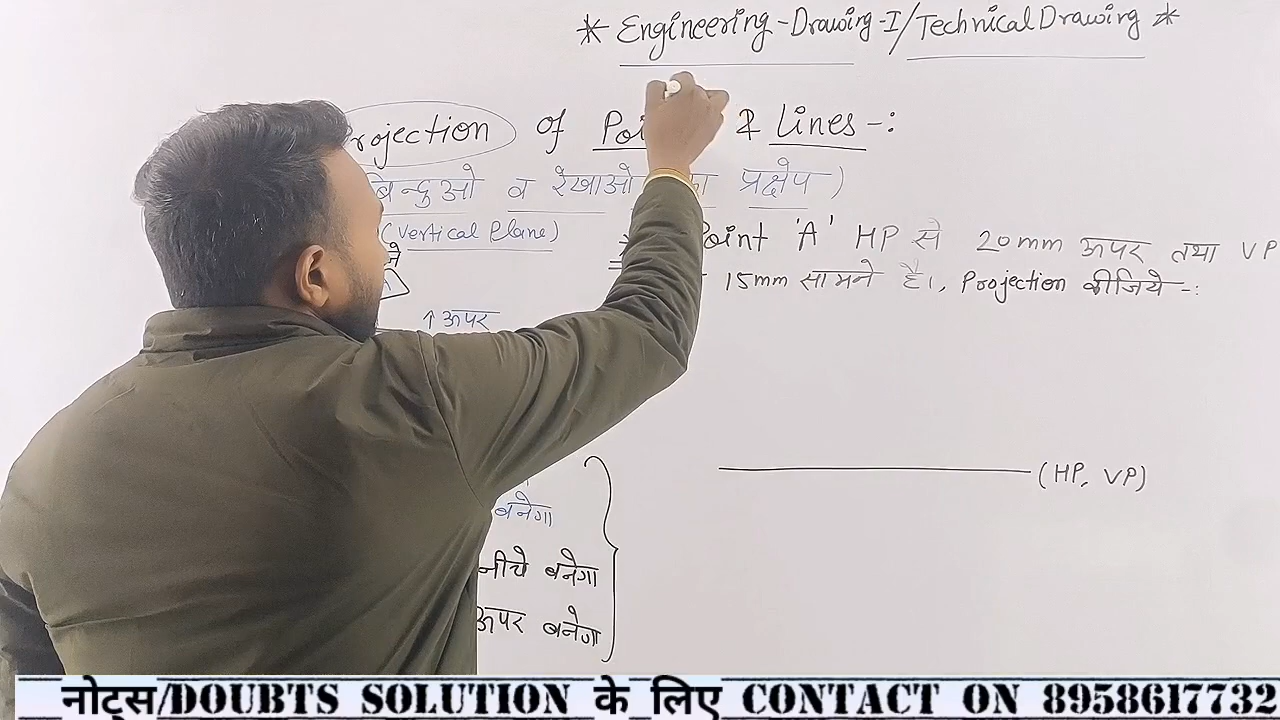 * Engineering-Drawing-I/Technical Drawing *
rojection of Poi & Lines -:
बिन्दुओ व रेखाओ का प्रक्षेप )
(Vertical Plane)
Point 'A' HP से 20mm ऊपर तथा VP
15mm सामने है।, Projection कीजिये -:
↑ ऊपर
(HP, VP)
बनेगा
नीचे बनेगा
ऊपर बनेगा
नोट्स/DOUBTS SOLUTION के लिए CONTACT ON 8958617732